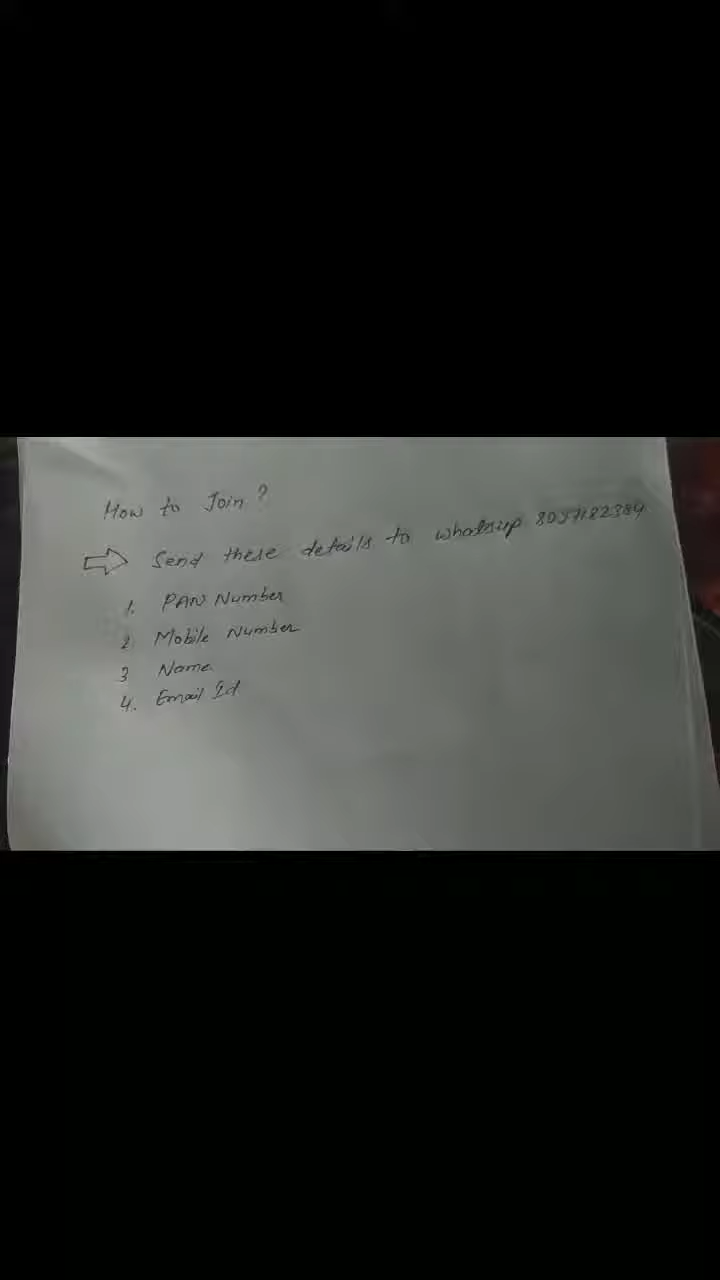 How to Join ?
Send these details to whatsup 8037182384
1. PAN Number
2. Mobile Number
3 Name
4. Email Id